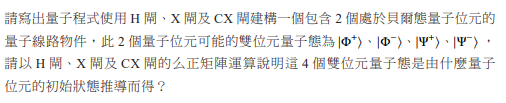 請寫出量子程式使用 H 閘、X 閘及 CX 閘建構一個包含 2 個處於貝爾態量子位元的
量子線路物件,此 2 個量子位元可能的雙位元量子態為 |Φ⁺⟩、|Φ⁻⟩、|Ψ⁺⟩、|Ψ⁻⟩,
請以 H 閘、X 閘及 CX 閘的么正矩陣運算說明這 4 個雙位元量子態是由什麼量子
位元的初始狀態推導而得?